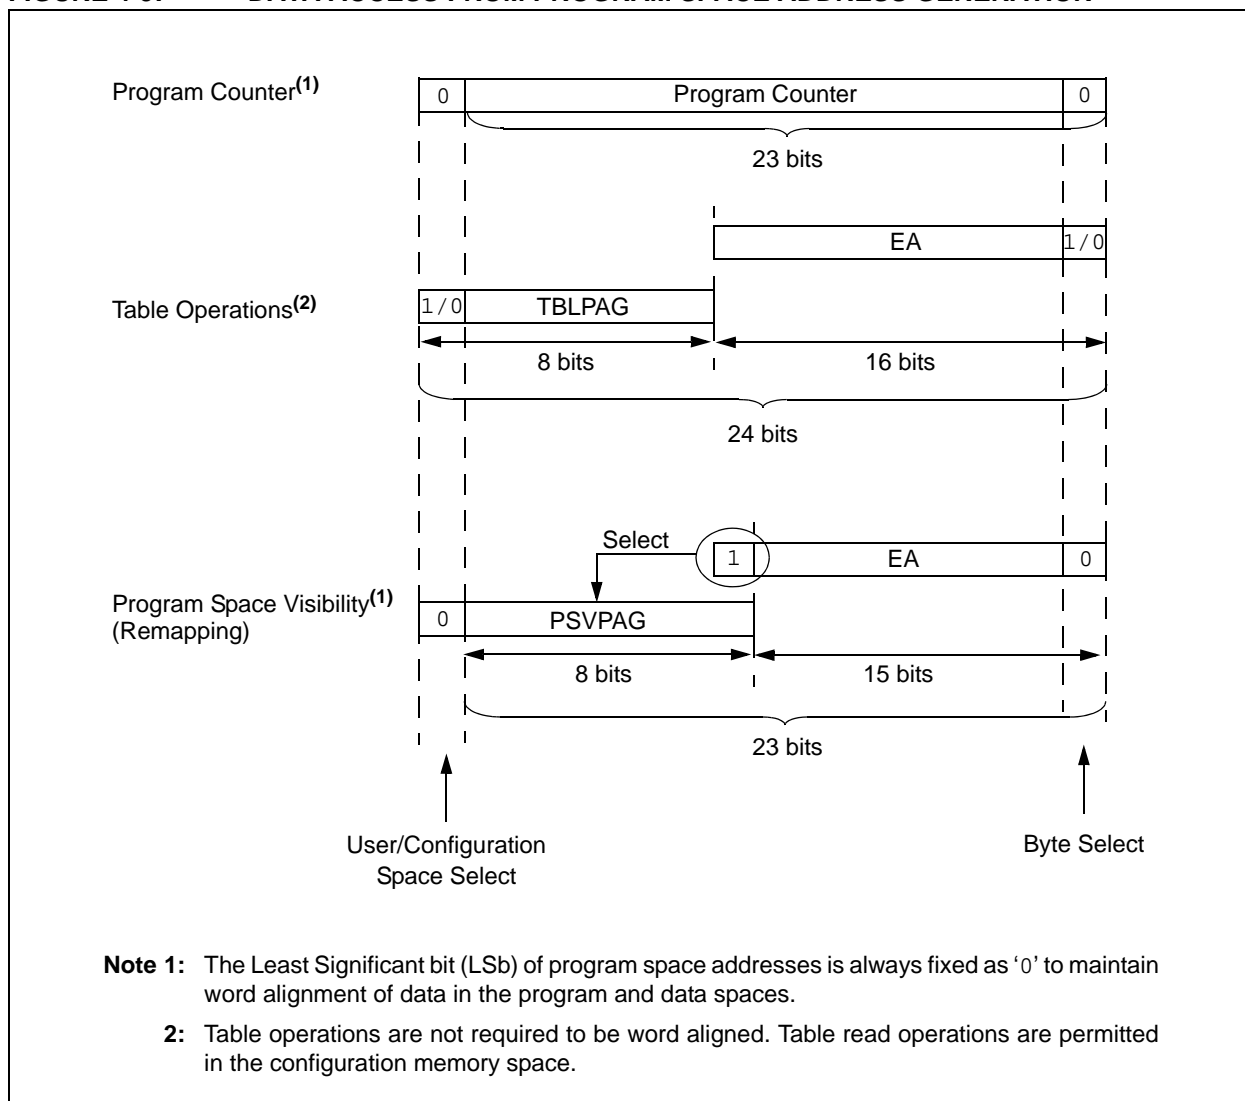 Program Counter(1)
0 Program Counter 0
23 bits
EA 1/0
Table Operations(2)
1/0 TBLPAG
8 bits 16 bits
24 bits
Select
1 EA 0
Program Space Visibility(1)
(Remapping)
0 PSVPAG
8 bits 15 bits
23 bits
User/Configuration
Space Select
Byte Select
Note 1: The Least Significant bit (LSb) of program space addresses is always fixed as ‘0’ to maintain
word alignment of data in the program and data spaces.
2: Table operations are not required to be word aligned. Table read operations are permitted
in the configuration memory space.